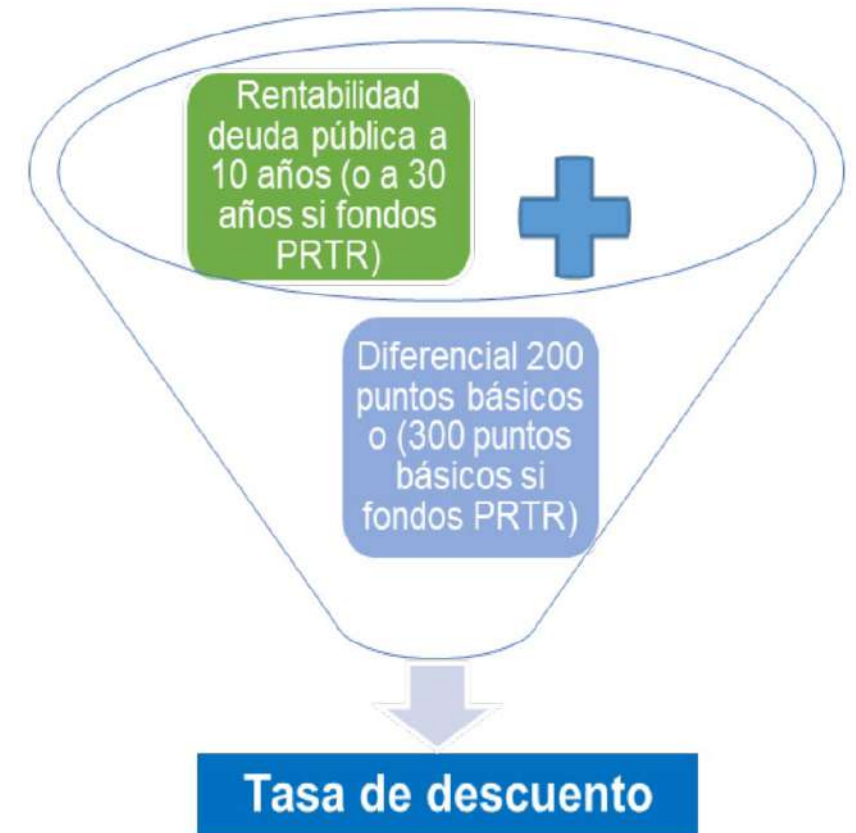 Rentabilidad
deuda pública a
10 años (o a 30
años si fondos
PRTR)
Diferencial 200
puntos básicos
o (300 puntos
básicos si
fondos PRTR)
Tasa de descuento